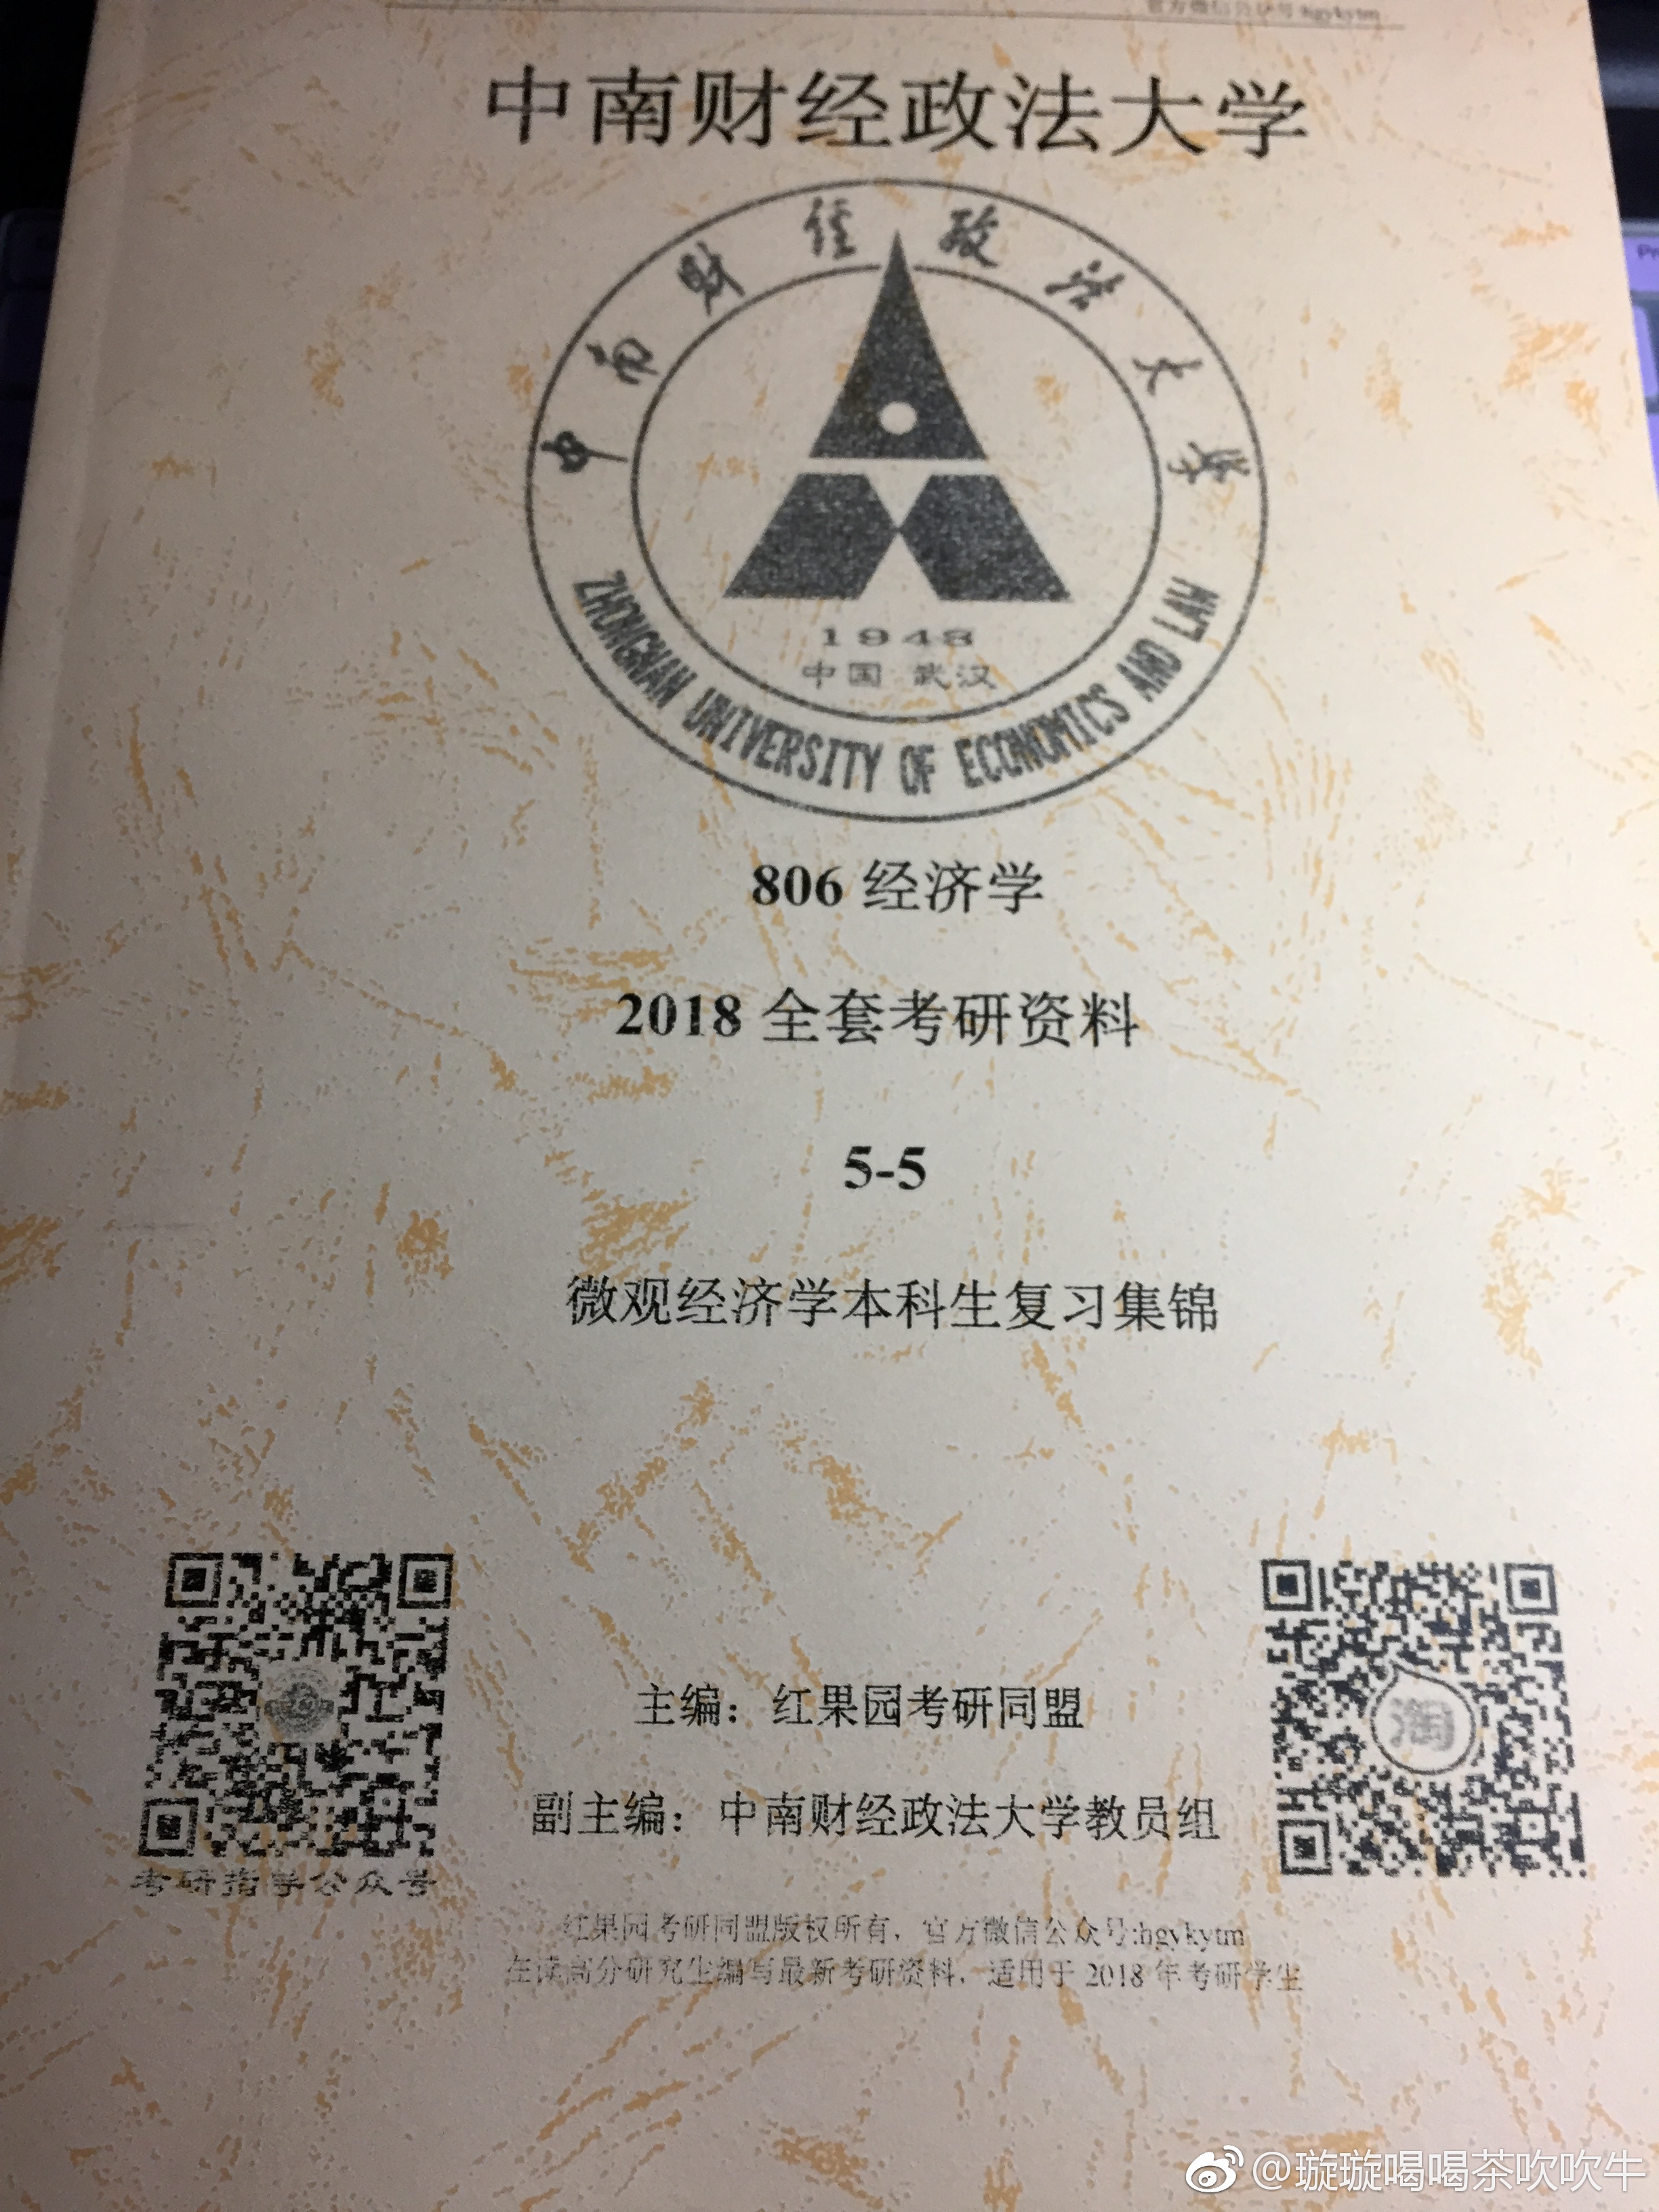 官方微信公众号:hgykytm
中南财经政法大学
中南财经政法大学
1948
中国 武汉
ZHONGNAN UNIVERSITY OF ECONOMICS AND LAW
806 经济学
2018 全套考研资料
5-5
微观经济学本科生复习集锦
淘
主编：红果园考研同盟
副主编：中南财经政法大学教员组
考研指导公众号
红果园考研同盟版权所有，官方微信公众号:hgykytm
在读高分研究生编写最新考研资料，适用于 2018 年考研学生
@璇璇喝喝茶吹吹牛